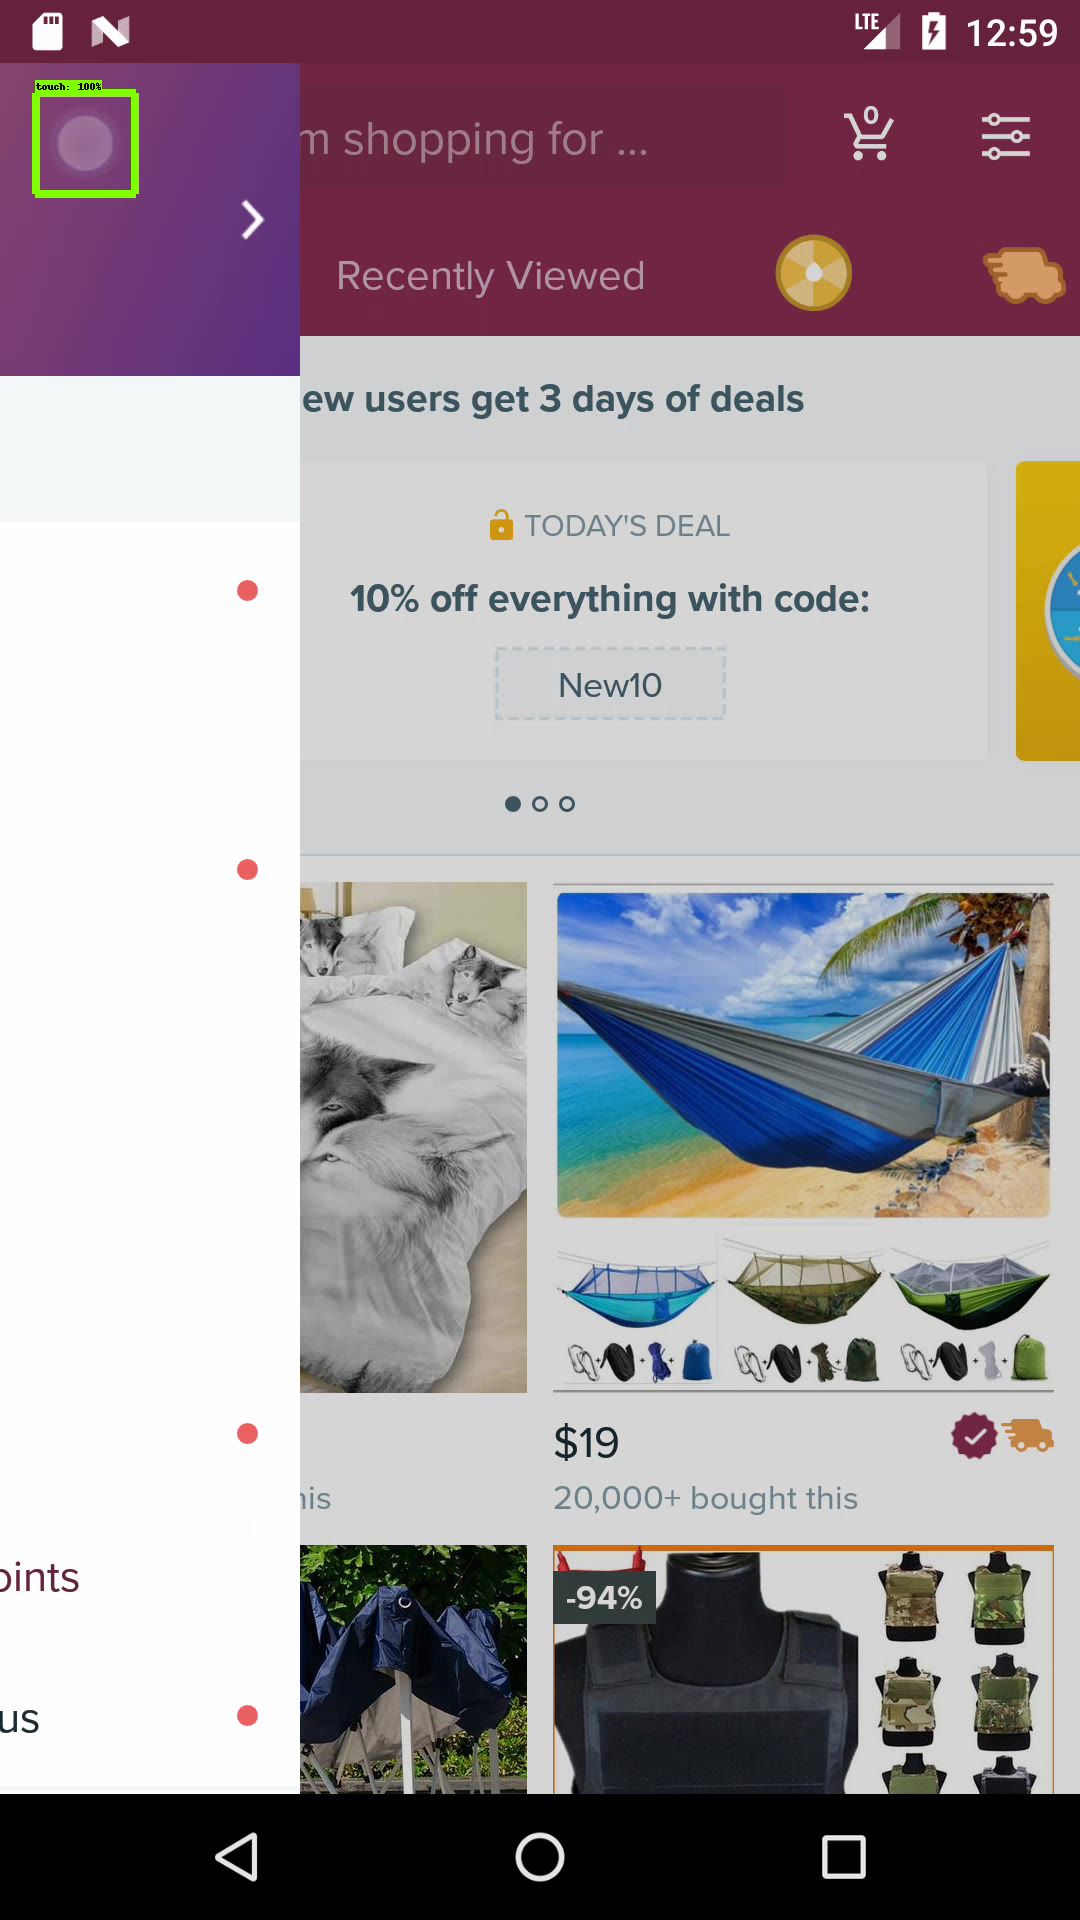 LTE 12:59
touch: 100%
m shopping for ...
0
Recently Viewed
ew users get 3 days of deals
TODAY'S DEAL
10% off everything with code:
New10
$19
his
20,000+ bought this
-94%
oints
us